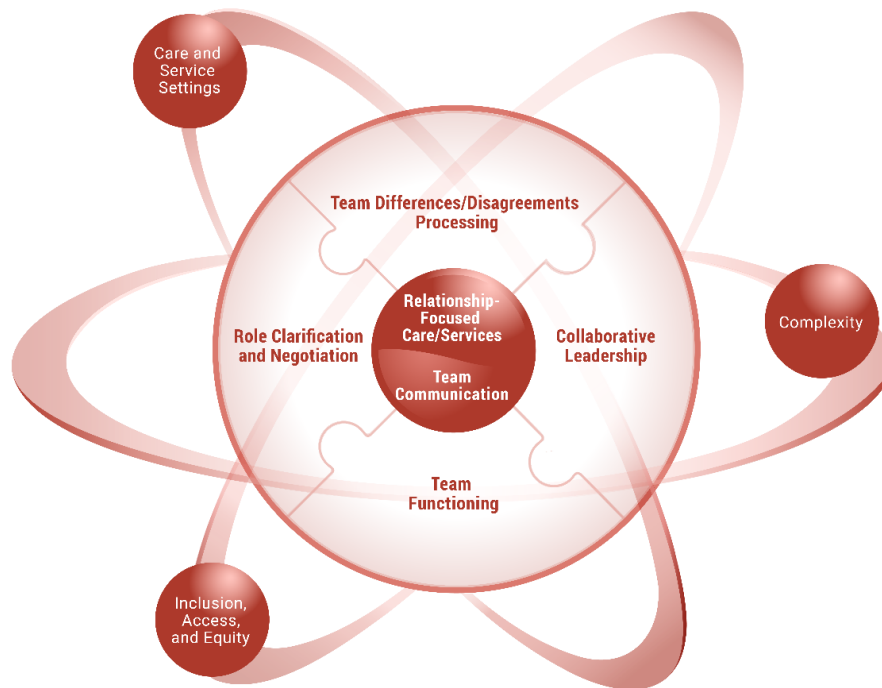 Care and
Service
Settings
Team Differences/Disagreements
Processing
Relationship-
Focused
Care/Services
Team
Communication
Role Clarification
and Negotiation
Collaborative
Leadership
Complexity
Team
Functioning
Inclusion,
Access,
and Equity